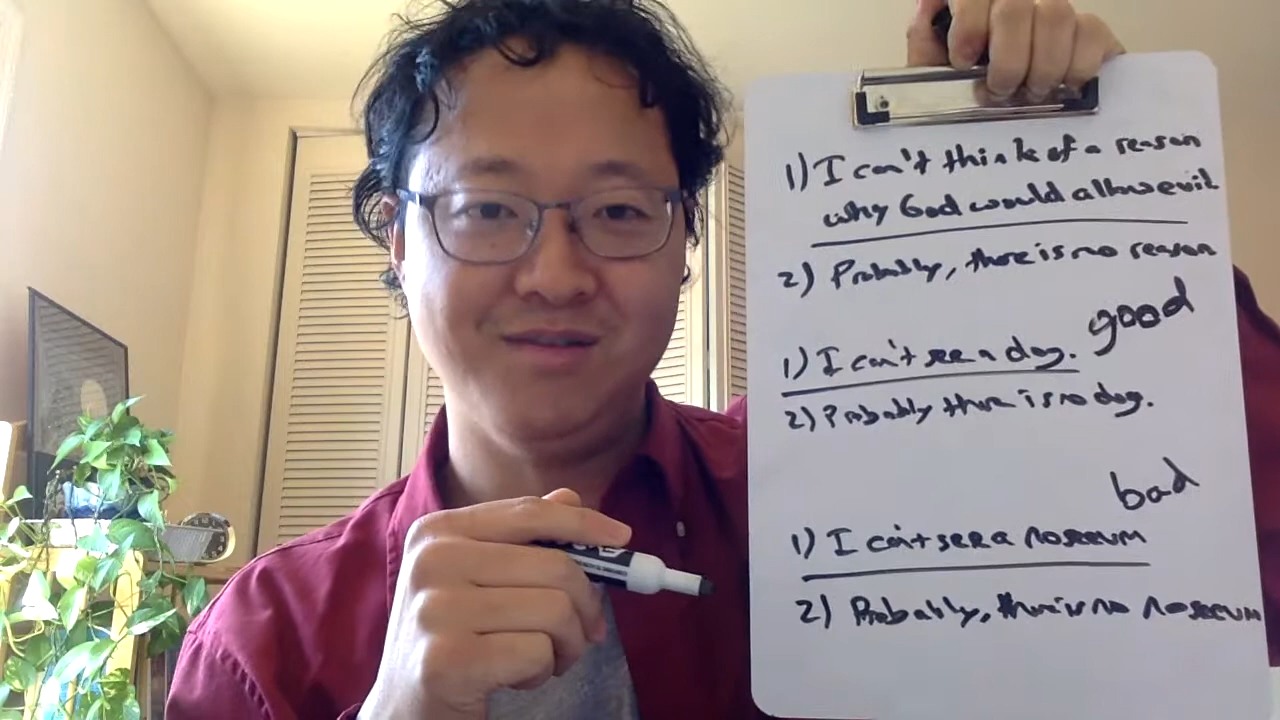 1) I can't think of a reason
why God would allow evil
2) Probably, there is no reason
good
1) I can't see a dog.
2) Probably there is no dog.
bad
1) I can't see a noseeum
2) Probably, there is no noseeum